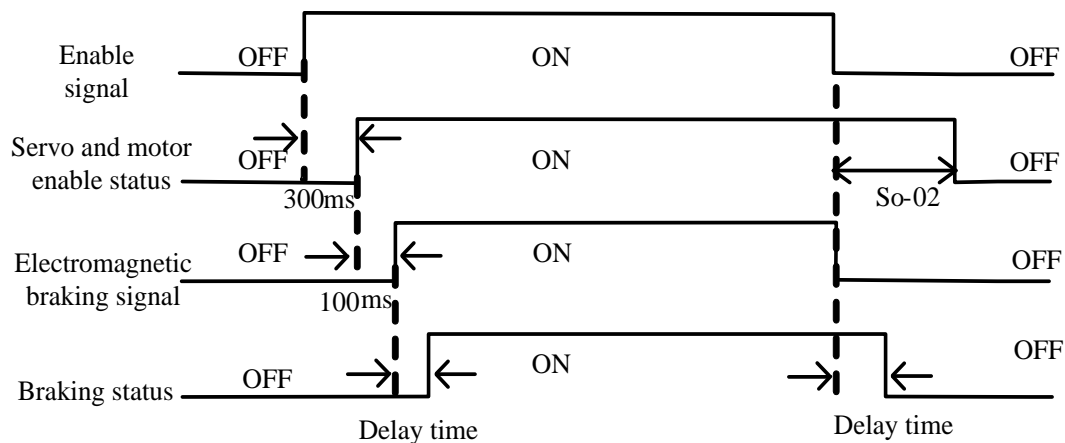 Enable
signal
OFF
ON
OFF
Servo and motor
enable status
OFF
ON
OFF
300ms
So-02
Electromagnetic
braking signal
OFF
ON
OFF
100ms
Braking status
OFF
ON
OFF
Delay time
Delay time